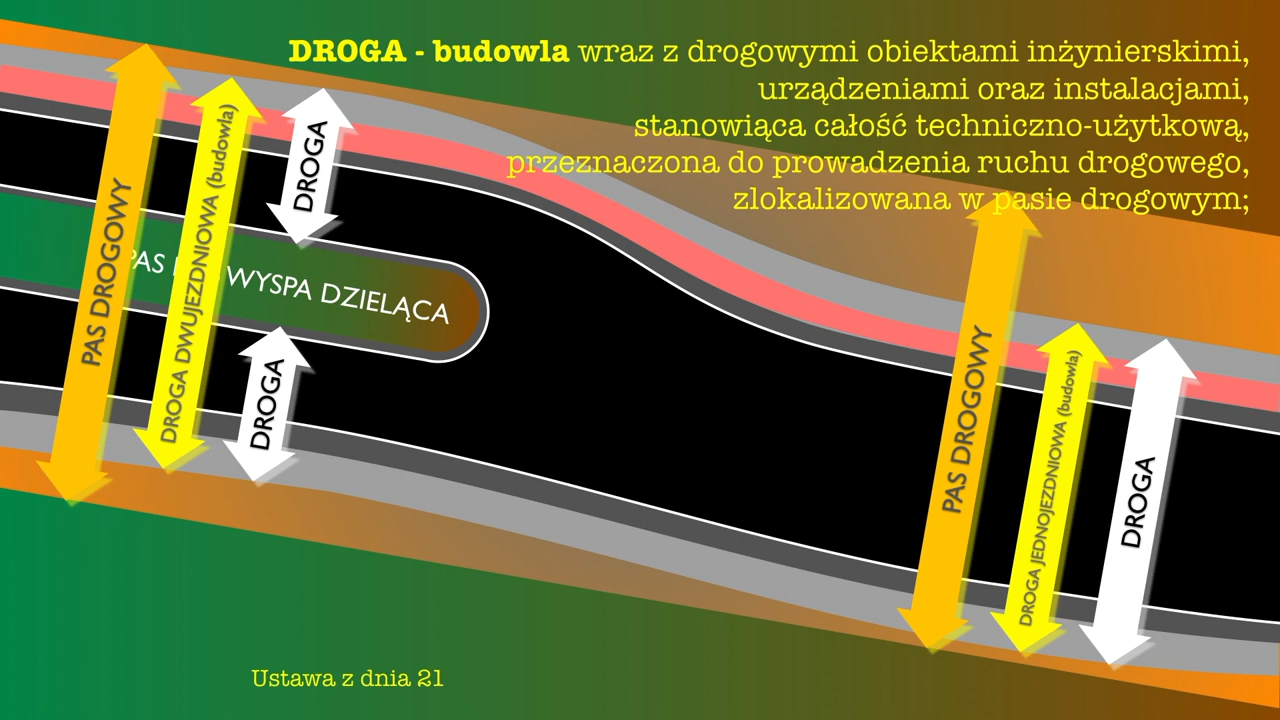 DROGA - budowla wraz z drogowymi obiektami inżynierskimi,
urządzeniami oraz instalacjami,
stanowiąca całość techniczno-użytkową,
przeznaczona do prowadzenia ruchu drogowego,
zlokalizowana w pasie drogowym;
PAS DROGOWY
DROGA DWUJEZDNIOWA (budowla)
DROGA
PAS WYSPA DZIELĄCA
DROGA
PAS DROGOWY
DROGA JEDNOJEZDNIOWA (budowla)
DROGA
Ustawa z dnia 21